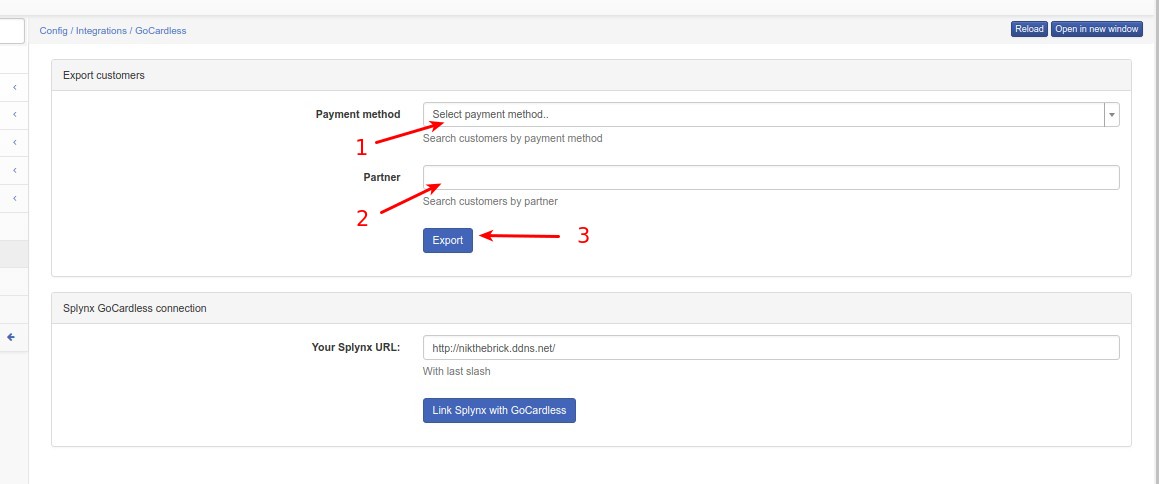 Config / Integrations / GoCardless
Reload
Open in new window
Export customers
Payment method
Select payment method..
1
Search customers by payment method
Partner
2
Search customers by partner
Export
3
Splynx GoCardless connection
Your Splynx URL:
http://nikthebrick.ddns.net/
With last slash
Link Splynx with GoCardless